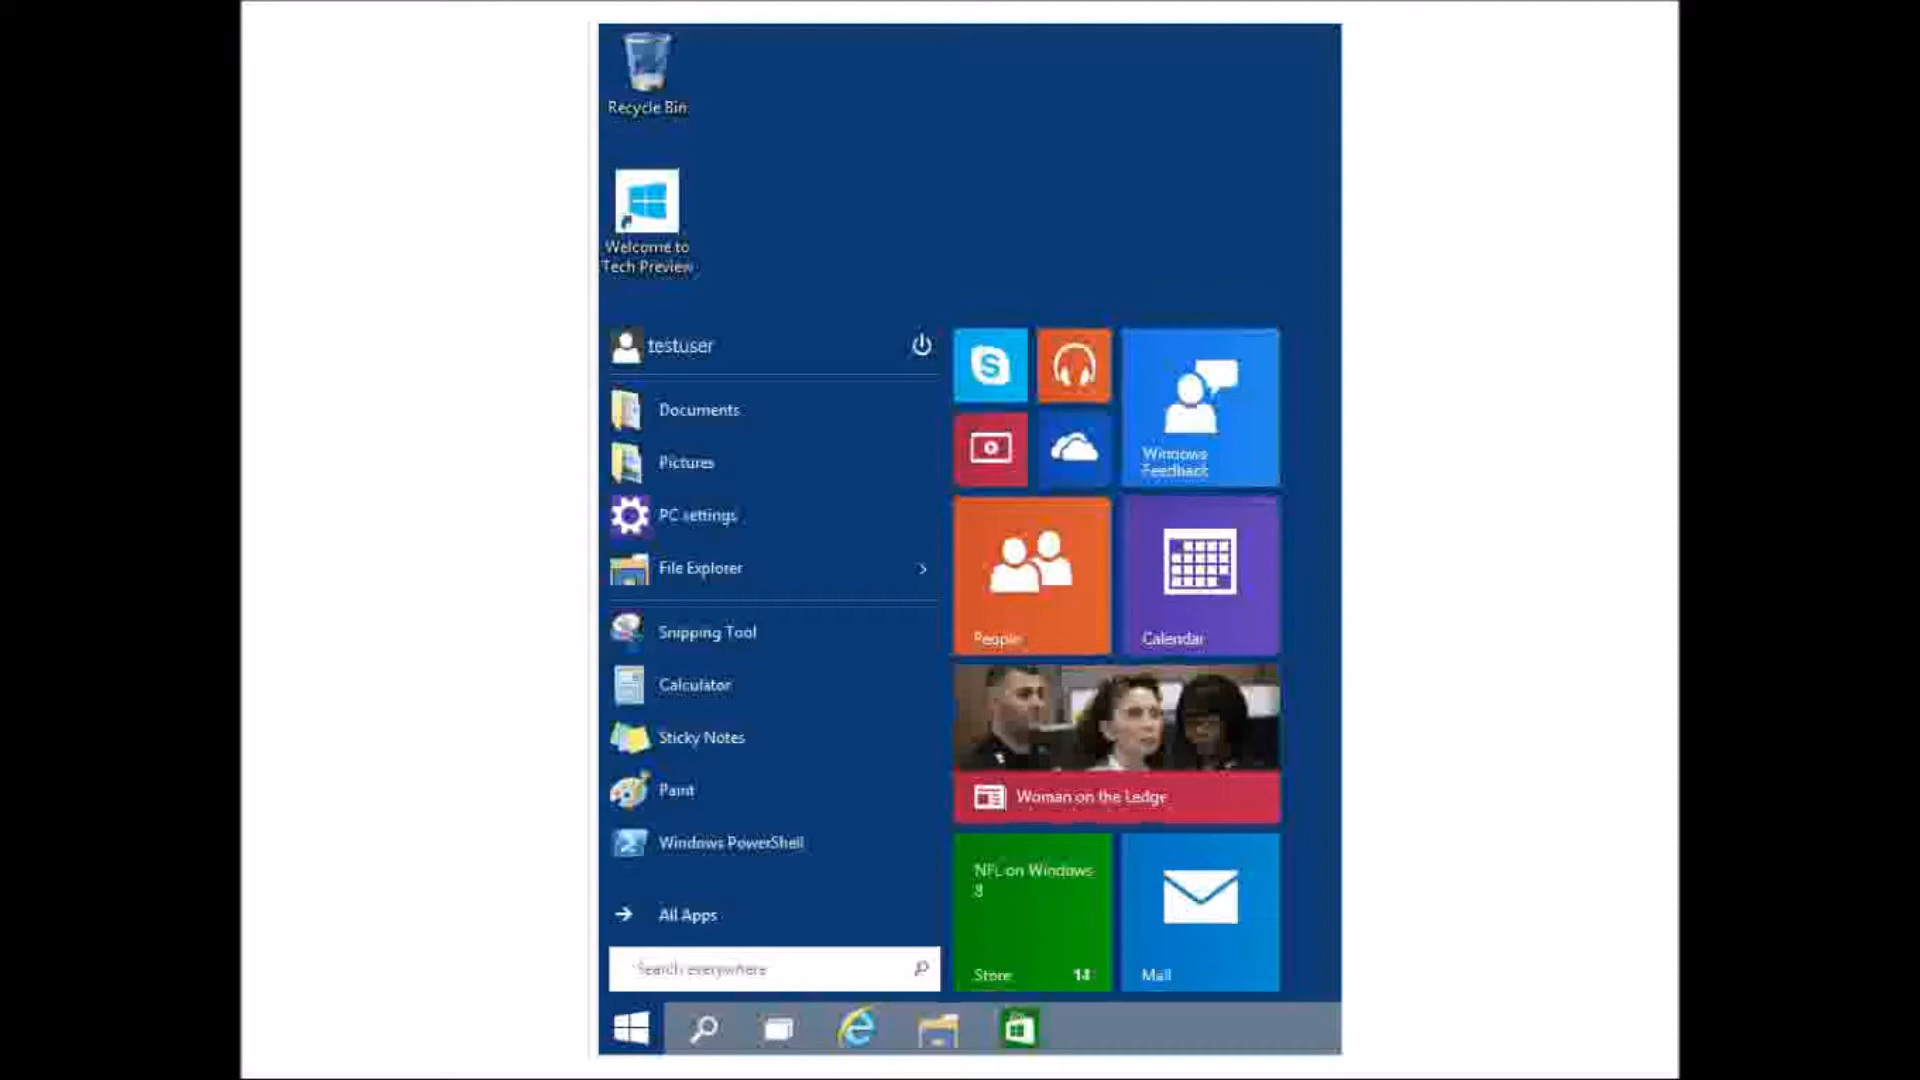 Recycle Bin
Welcome to
Tech Preview
testuser
Documents
Pictures
PC settings
File Explorer
Snipping Tool
Calculator
Sticky Notes
Paint
Windows PowerShell
All Apps
Search everywhere
Windows
Feedback
People
Calendar
Woman on the Ledge
NFL on Windows
8
Store 14
Mail